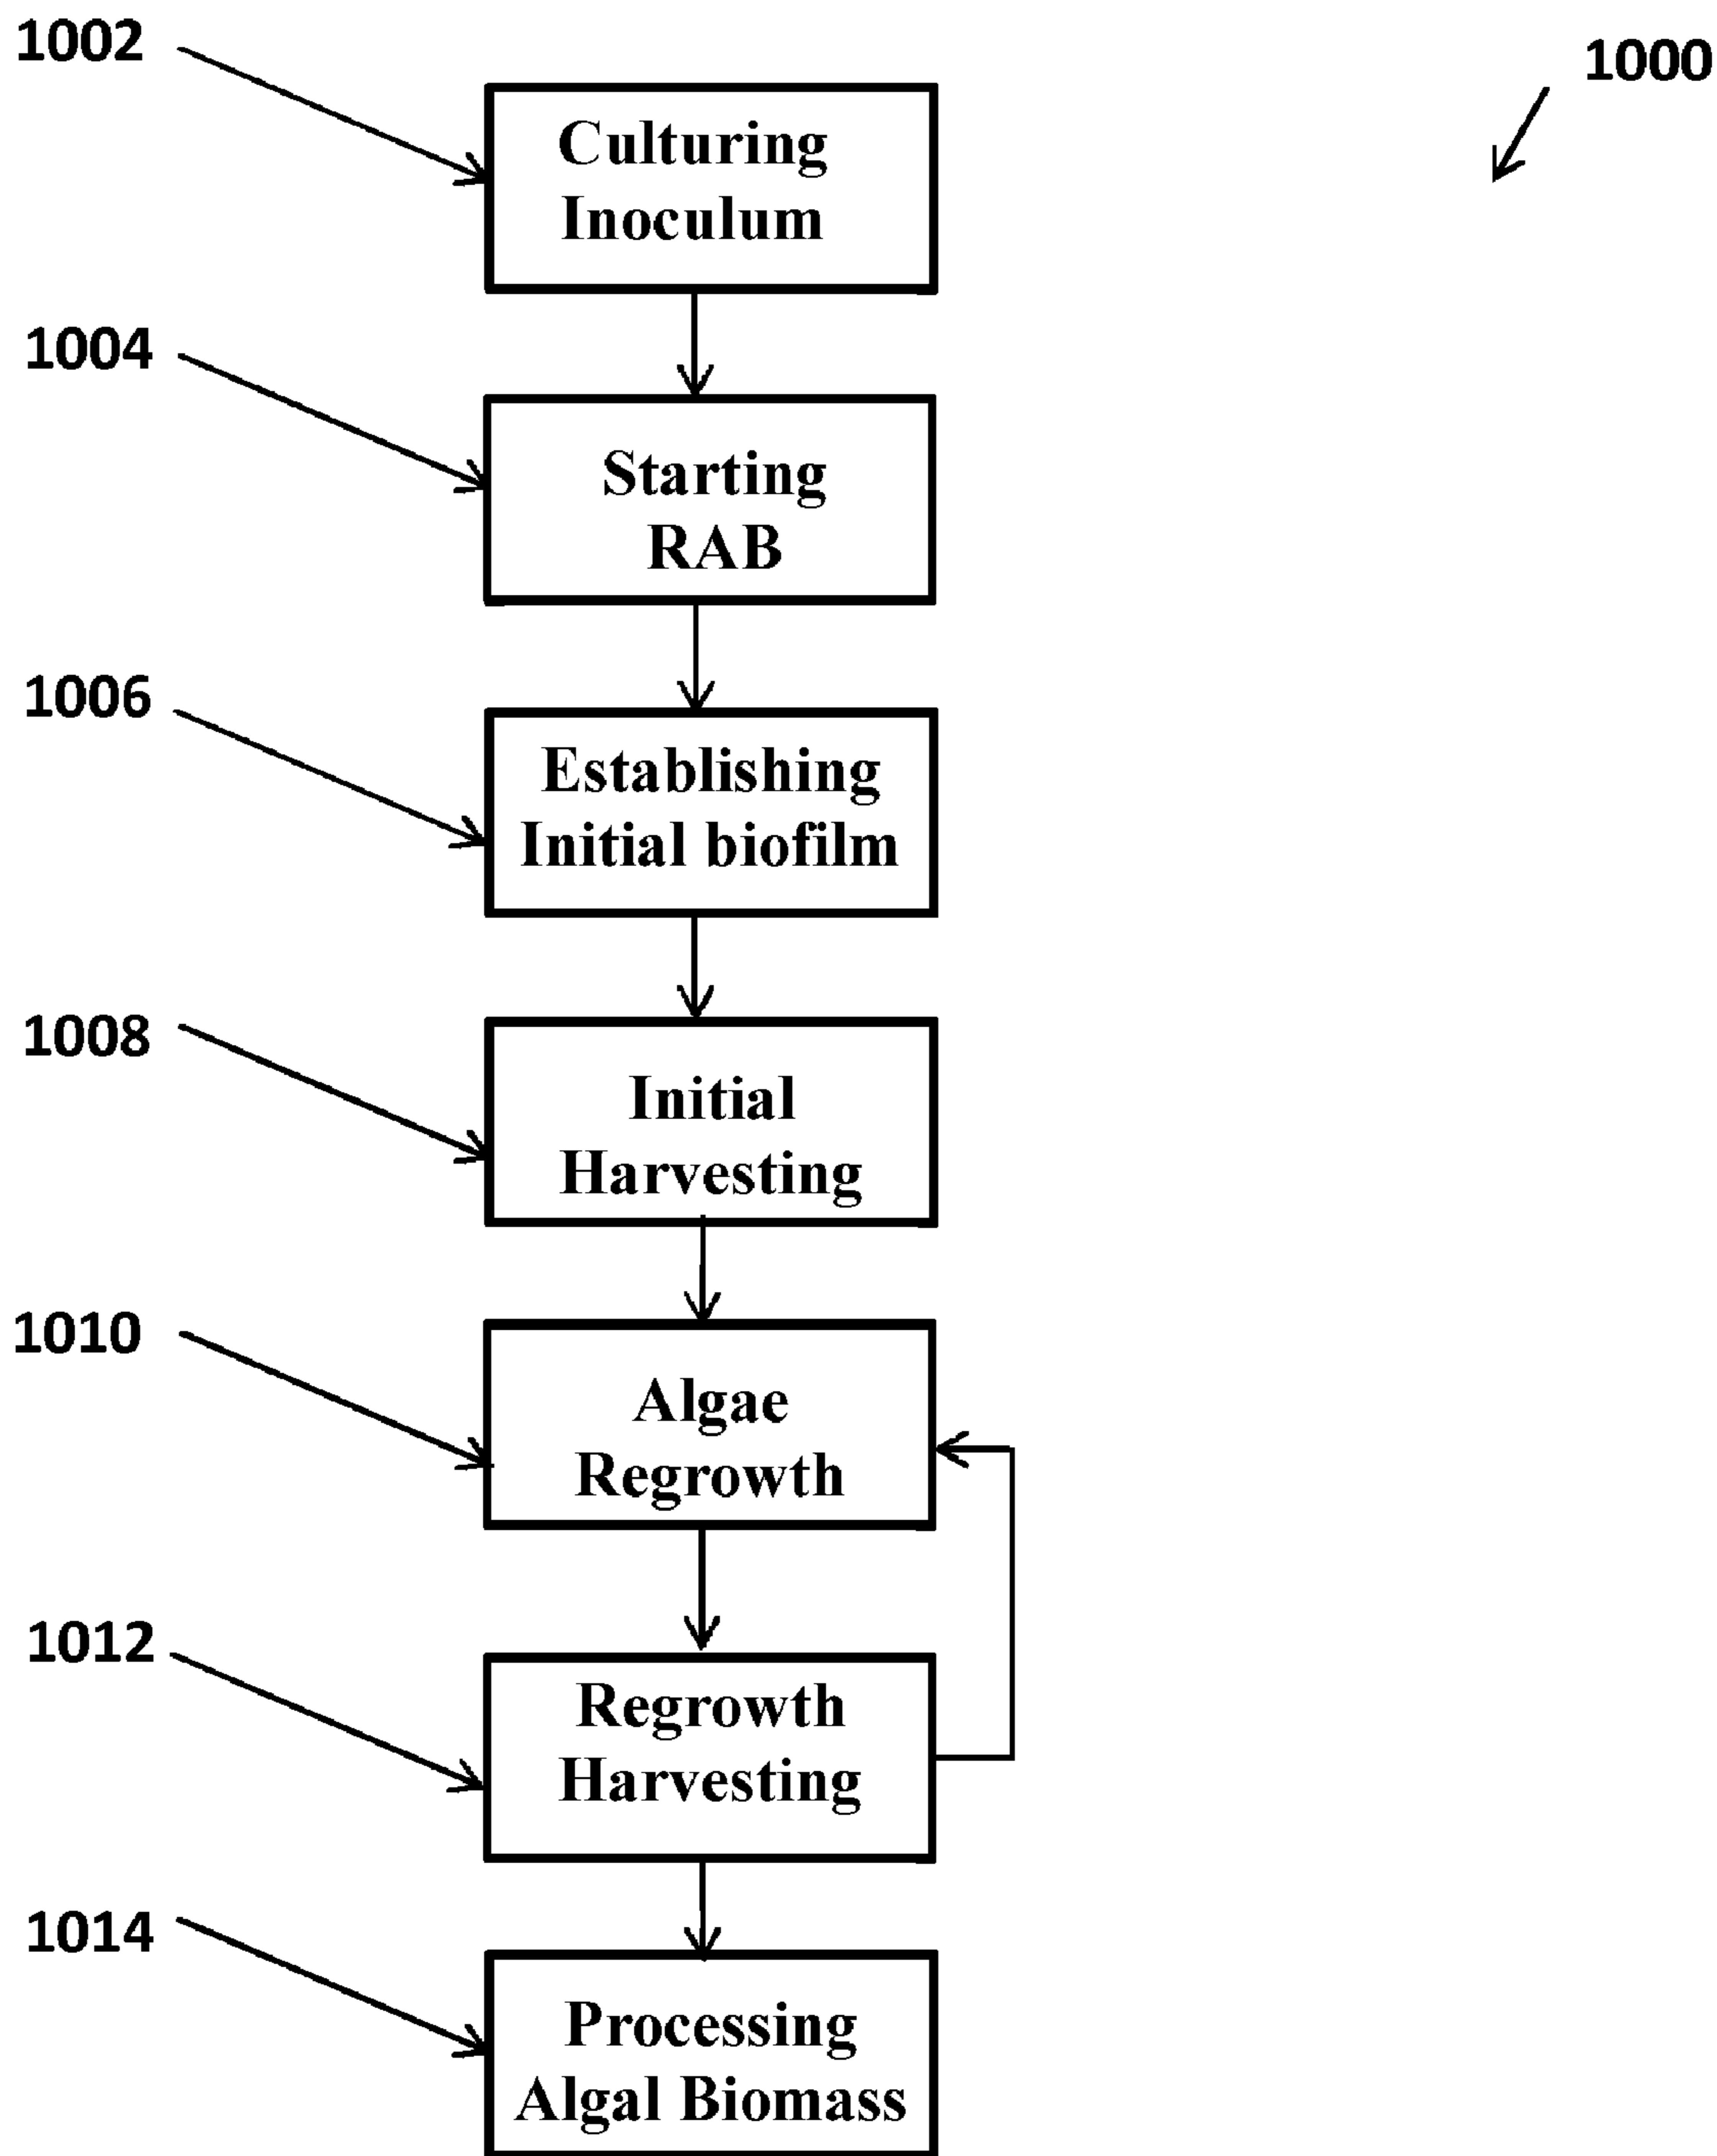 1002
1000
Culturing
Inoculum
1004
Starting
RAB
1006
Establishing
Initial biofilm
1008
Initial
Harvesting
1010
Algae
Regrowth
1012
Regrowth
Harvesting
1014
Processing
Algal Biomass